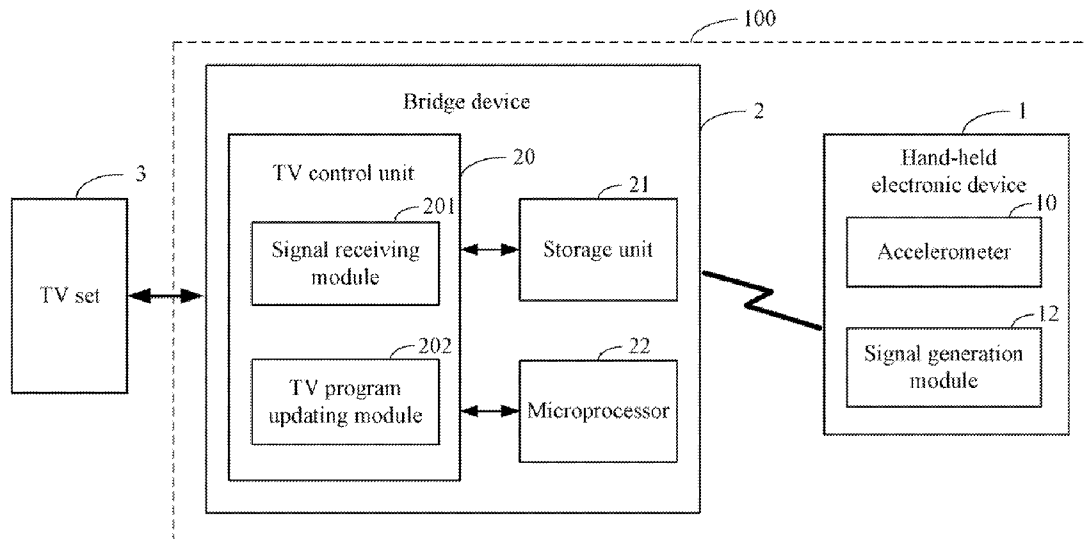 100
Bridge device
2
1
TV control unit
20
Hand-held
electronic device
3
201
21
10
Signal receiving
module
Storage unit
Accelerometer
TV set
202
22
12
TV program
updating module
Microprocessor
Signal generation
module